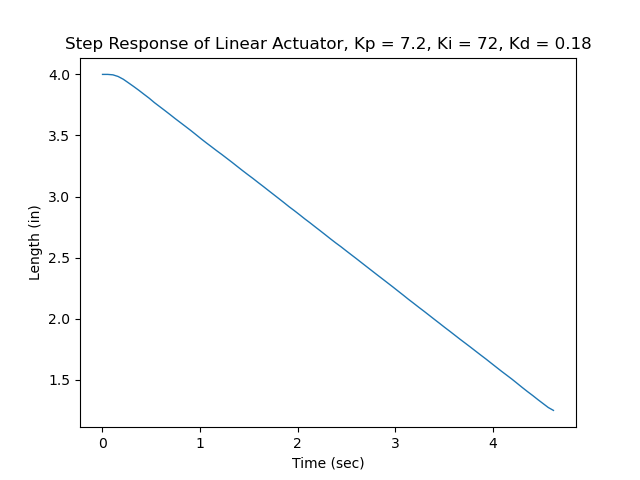 Step Response of Linear Actuator, Kp = 7.2, Ki = 72, Kd = 0.18
4.0
3.5
3.0
2.5
2.0
1.5
Length (in)
0 1 2 3 4
Time (sec)